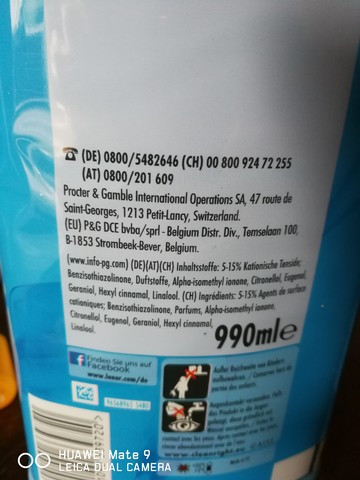 ☎ (DE) 0800/5482646 (CH) 00 800 924 72 255
(AT) 0800/201 609
Procter & Gamble International Operations SA, 47 route de
Saint-Georges, 1213 Petit-Lancy, Switzerland.
(EU) P&G DCE bvba/sprl - Belgium Distr. Div., Temselaan 100,
B-1853 Strombeek-Bever, Belgium.
(www.info-pg.com) (DE)(AT)(CH) Inhaltsstoffe: 5-15% Kationische Tenside;
Benzisothiazolinone, Duftstoffe, Alpha-isomethyl ionone, Citronellol, Eugenol,
Geraniol, Hexyl cinnamal, Linalool. (CH) Ingrédients: 5-15% Agents de surface
cationiques; Benzisothiazolinone, Parfums, Alpha-isomethyl ionone,
Citronellol, Eugenol, Geraniol, Hexyl cinnamal,
Linalool.
990ml e
Finden Sie uns auf
Facebook
www.lenor.com/de
Außer Reichweite von Kindern
aufbewahren.
HUAWEI Mate 9
LEICA DUAL CAMERA